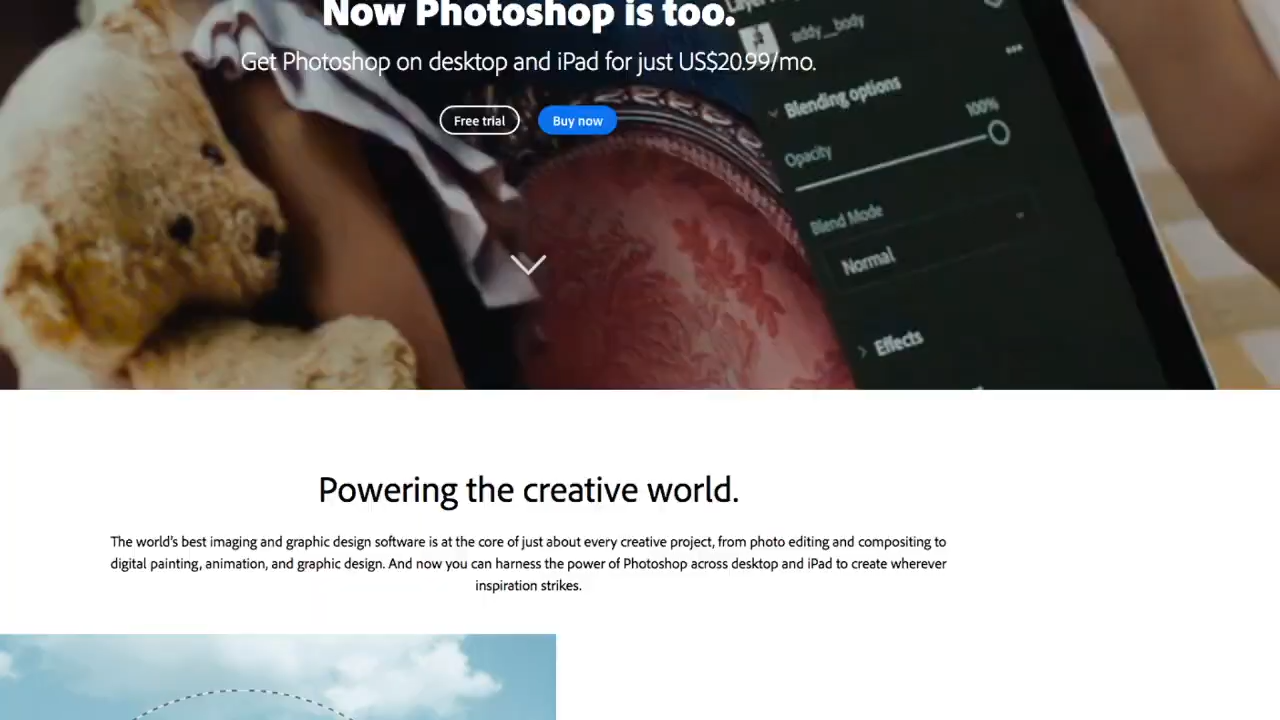 Now Photoshop is too.
Get Photoshop on desktop and iPad for just US$20.99/mo.
Free trial
Buy now
addy__body
Blending options
100%
Opacity
Blend Mode
Normal
Effects
Powering the creative world.
The world's best imaging and graphic design software is at the core of just about every creative project, from photo editing and compositing to
digital painting, animation, and graphic design. And now you can harness the power of Photoshop across desktop and iPad to create wherever
inspiration strikes.